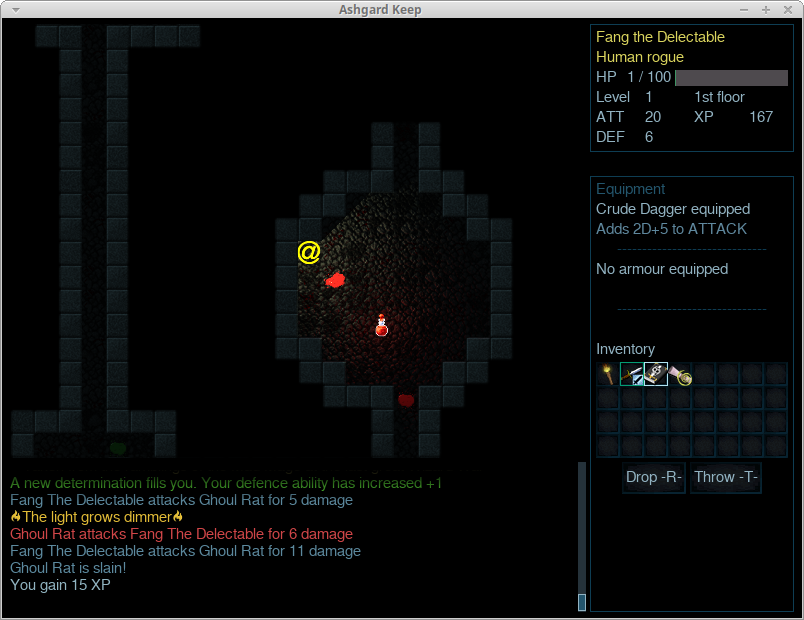 Ashgard Keep
Fang the Delectable
Human rogue
HP 1 / 100
Level 1 1st floor
ATT 20 XP 167
DEF 6
Equipment
Crude Dagger equipped
Adds 2D+5 to ATTACK
No armour equipped
Inventory
Drop -R- Throw -T-
@
A new determination fills you. Your defence ability has increased +1
Fang The Delectable attacks Ghoul Rat for 5 damage
The light grows dimmer
Ghoul Rat attacks Fang The Delectable for 6 damage
Fang The Delectable attacks Ghoul Rat for 11 damage
Ghoul Rat is slain!
You gain 15 XP